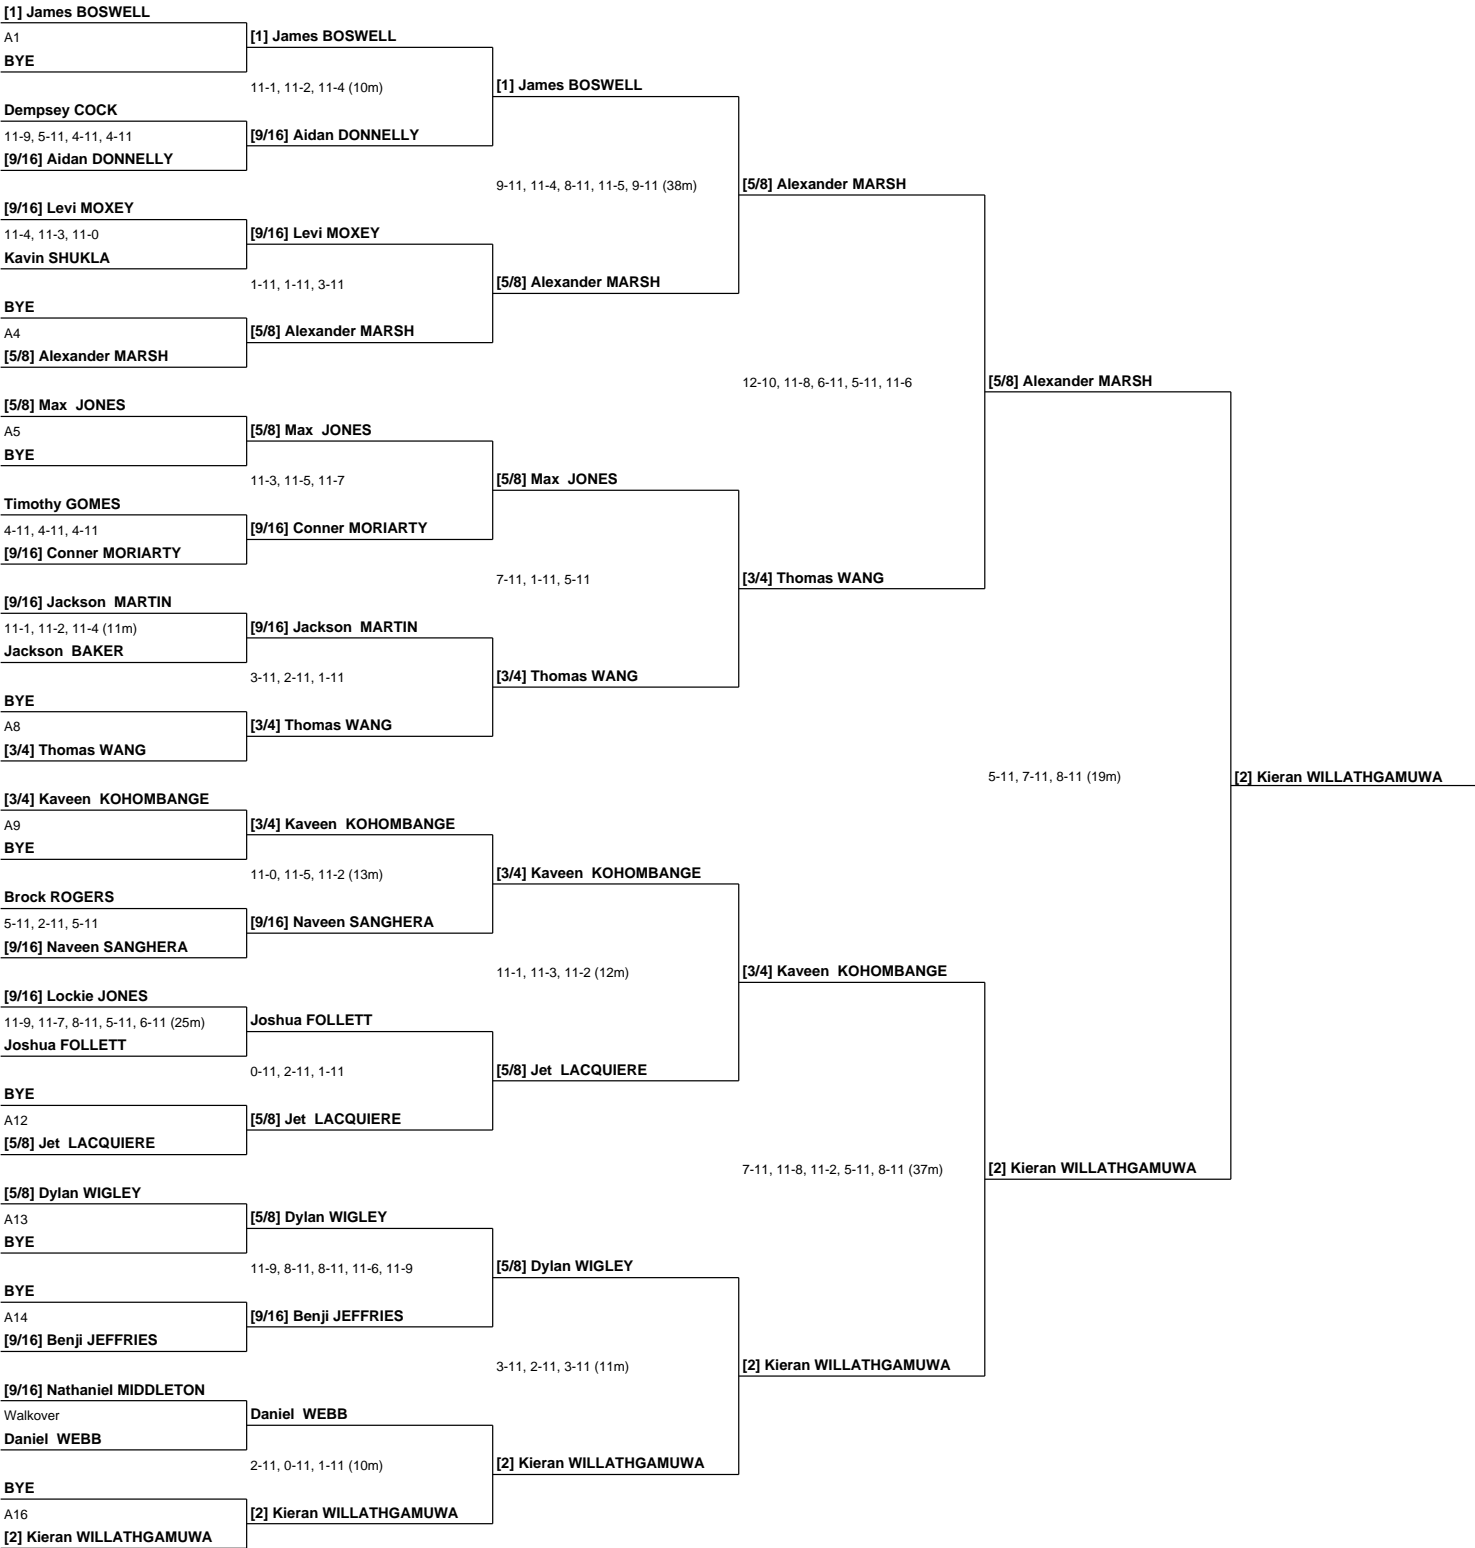 [1] James BOSWELL
A1
BYE
Dempsey COCK
11-9, 5-11, 4-11, 4-11
[9/16] Aidan DONNELLY
[9/16] Levi MOXEY
11-4, 11-3, 11-0
Kavin SHUKLA
BYE
A4
[5/8] Alexander MARSH
[5/8] Max  JONES
A5
BYE
Timothy GOMES
4-11, 4-11, 4-11
[9/16] Conner MORIARTY
[9/16] Jackson  MARTIN
11-1, 11-2, 11-4 (11m)
Jackson  BAKER
BYE
A8
[3/4] Thomas WANG
[3/4] Kaveen  KOHOMBANGE
A9
BYE
Brock ROGERS
5-11, 2-11, 5-11
[9/16] Naveen SANGHERA
[9/16] Lockie JONES
11-9, 11-7, 8-11, 5-11, 6-11 (25m)
Joshua FOLLETT
BYE
A12
[5/8] Jet  LACQUIERE
[5/8] Dylan WIGLEY
A13
BYE
BYE
A14
[9/16] Benji JEFFRIES
[9/16] Nathaniel MIDDLETON
Walkover
Daniel  WEBB
BYE
A16
[2] Kieran WILLATHGAMUWA
[1] James BOSWELL
11-1, 11-2, 11-4 (10m)
[9/16] Aidan DONNELLY
[9/16] Levi MOXEY
1-11, 1-11, 3-11
[5/8] Alexander MARSH
[5/8] Max  JONES
11-3, 11-5, 11-7
[9/16] Conner MORIARTY
[9/16] Jackson  MARTIN
3-11, 2-11, 1-11
[3/4] Thomas WANG
[3/4] Kaveen  KOHOMBANGE
11-0, 11-5, 11-2 (13m)
[9/16] Naveen SANGHERA
Joshua FOLLETT
0-11, 2-11, 1-11
[5/8] Jet  LACQUIERE
[5/8] Dylan WIGLEY
11-9, 8-11, 8-11, 11-6, 11-9
[9/16] Benji JEFFRIES
Daniel  WEBB
2-11, 0-11, 1-11 (10m)
[2] Kieran WILLATHGAMUWA
[1] James BOSWELL
9-11, 11-4, 8-11, 11-5, 9-11 (38m)
[5/8] Alexander MARSH
[5/8] Max  JONES
7-11, 1-11, 5-11
[3/4] Thomas WANG
[3/4] Kaveen  KOHOMBANGE
11-1, 11-3, 11-2 (12m)
[5/8] Jet  LACQUIERE
[5/8] Dylan WIGLEY
3-11, 2-11, 3-11 (11m)
[2] Kieran WILLATHGAMUWA
[5/8] Alexander MARSH
12-10, 11-8, 6-11, 5-11, 11-6
[3/4] Thomas WANG
[3/4] Kaveen  KOHOMBANGE
7-11, 11-8, 11-2, 5-11, 8-11 (37m)
[2] Kieran WILLATHGAMUWA
[5/8] Alexander MARSH
5-11, 7-11, 8-11 (19m)
[2] Kieran WILLATHGAMUWA
[2] Kieran WILLATHGAMUWA